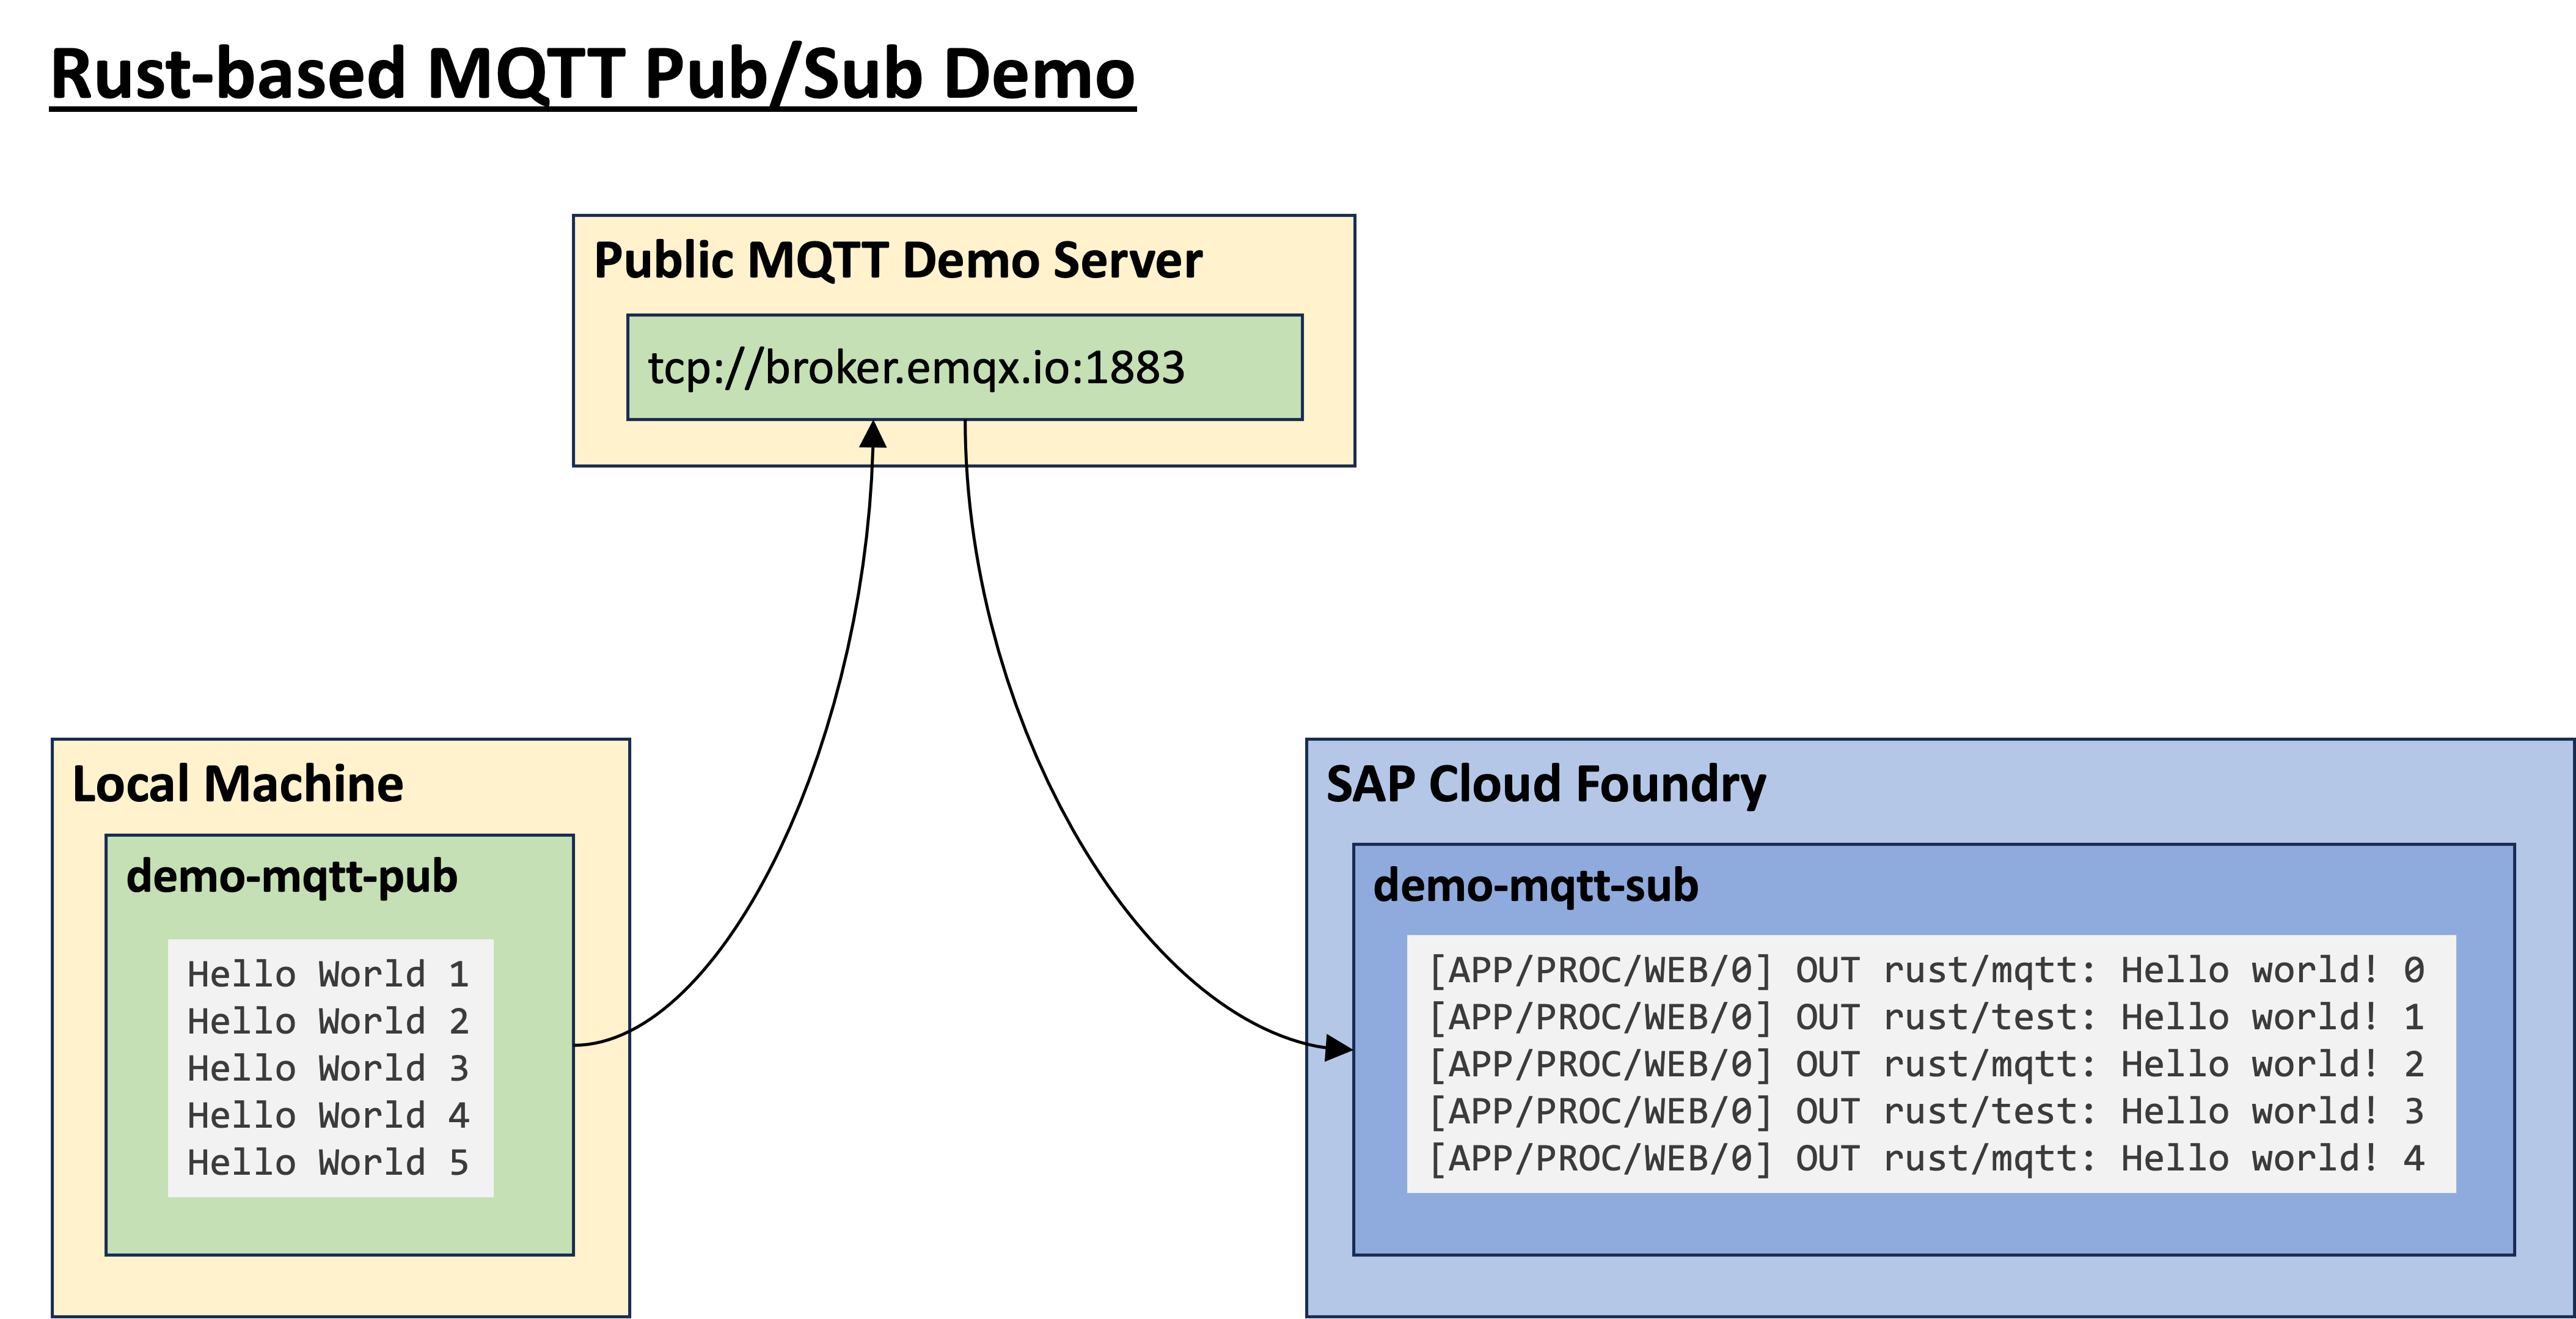 Rust-based MQTT Pub/Sub Demo
Public MQTT Demo Server
tcp://broker.emqx.io:1883
Local Machine
demo-mqtt-pub
Hello World 1
Hello World 2
Hello World 3
Hello World 4
Hello World 5
SAP Cloud Foundry
demo-mqtt-sub
[APP/PROC/WEB/0] OUT rust/mqtt: Hello world! 0
[APP/PROC/WEB/0] OUT rust/test: Hello world! 1
[APP/PROC/WEB/0] OUT rust/mqtt: Hello world! 2
[APP/PROC/WEB/0] OUT rust/test: Hello world! 3
[APP/PROC/WEB/0] OUT rust/mqtt: Hello world! 4